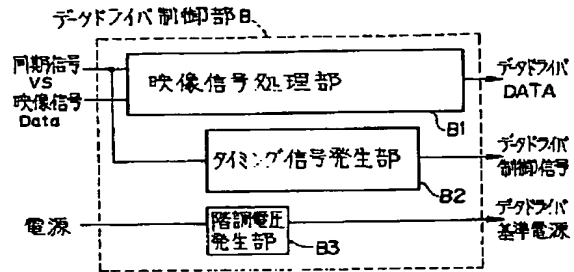 データドライバ制御部B
同期信号
VS
映像信号
Data
映像信号処理部
B1
データドライバ
DATA
タイミング信号発生部
B2
データドライバ
制御信号
電源
階調電圧
発生部
B3
データドライバ
基準電源